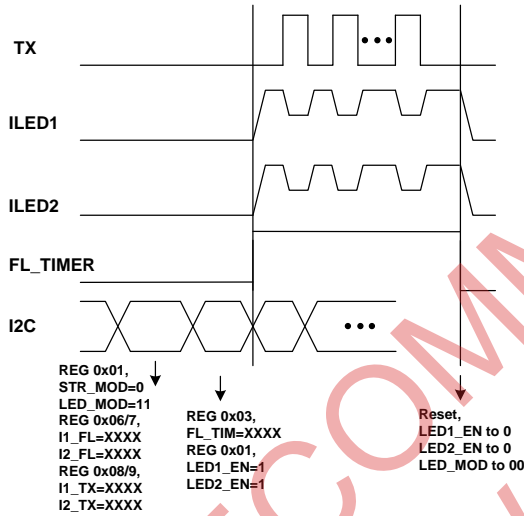 TX
ILED1
ILED2
FL_TIMER
I2C
REG 0x01,
STR_MOD=0
LED_MOD=11
REG 0x06/7,
I1_FL=XXXX
I2_FL=XXXX
REG 0x08/9,
I1_TX=XXXX
I2_TX=XXXX
REG 0x03,
FL_TIM=XXXX
REG 0x01,
LED1_EN=1
LED2_EN=1
Reset,
LED1_EN to 0
LED2_EN to 0
LED_MOD to 00
ECOM